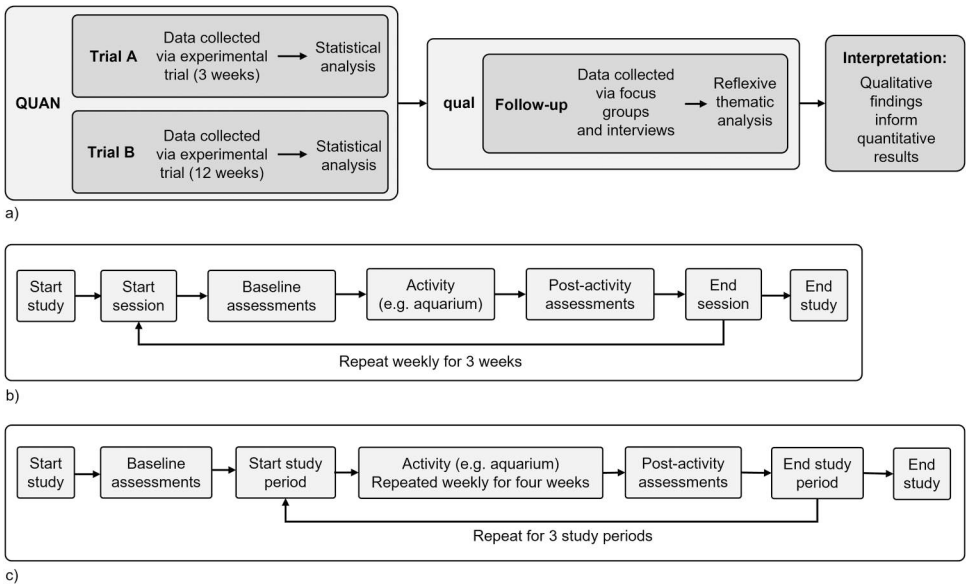 QUAN
Trial A
Data collected
via experimental
trial (3 weeks)
Statistical
analysis
Trial B
Data collected
via experimental
trial (12 weeks)
Statistical
analysis
qual
Follow-up
Data collected
via focus
groups
and interviews
Reflexive
thematic
analysis
Interpretation:
Qualitative
findings
inform
quantitative
results
a)
Start
study
Start
session
Baseline
assessments
Activity
(e.g. aquarium)
Post-activity
assessments
End
session
End
study
Repeat weekly for 3 weeks
b)
Start
study
Baseline
assessments
Start study
period
Activity (e.g. aquarium)
Repeated weekly for four weeks
Post-activity
assessments
End study
period
End
study
Repeat for 3 study periods
c)